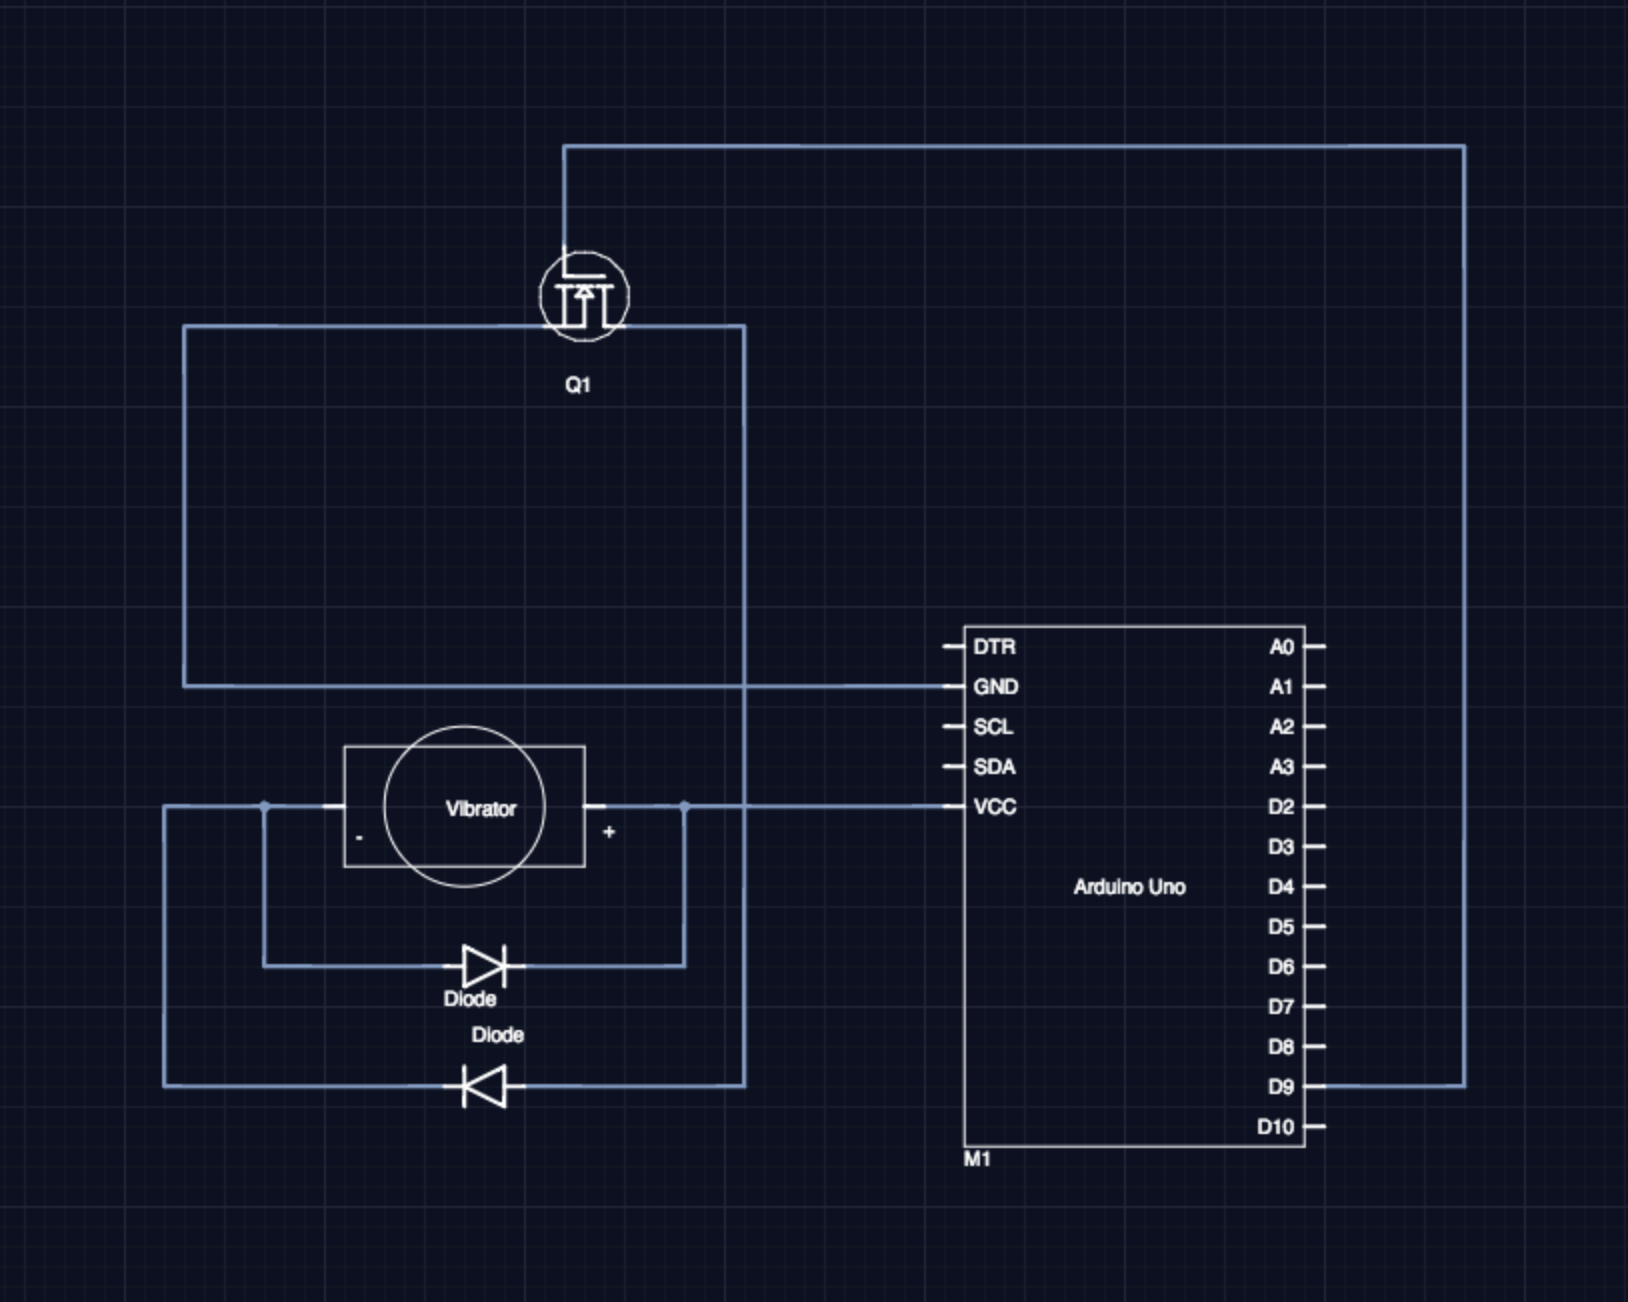 Q1
DTR
GND
SCL
SDA
VCC
A0
A1
A2
A3
D2
D3
D4
D5
D6
D7
D8
D9
D10
Arduino Uno
M1
Vibrator
-
+
Diode
Diode